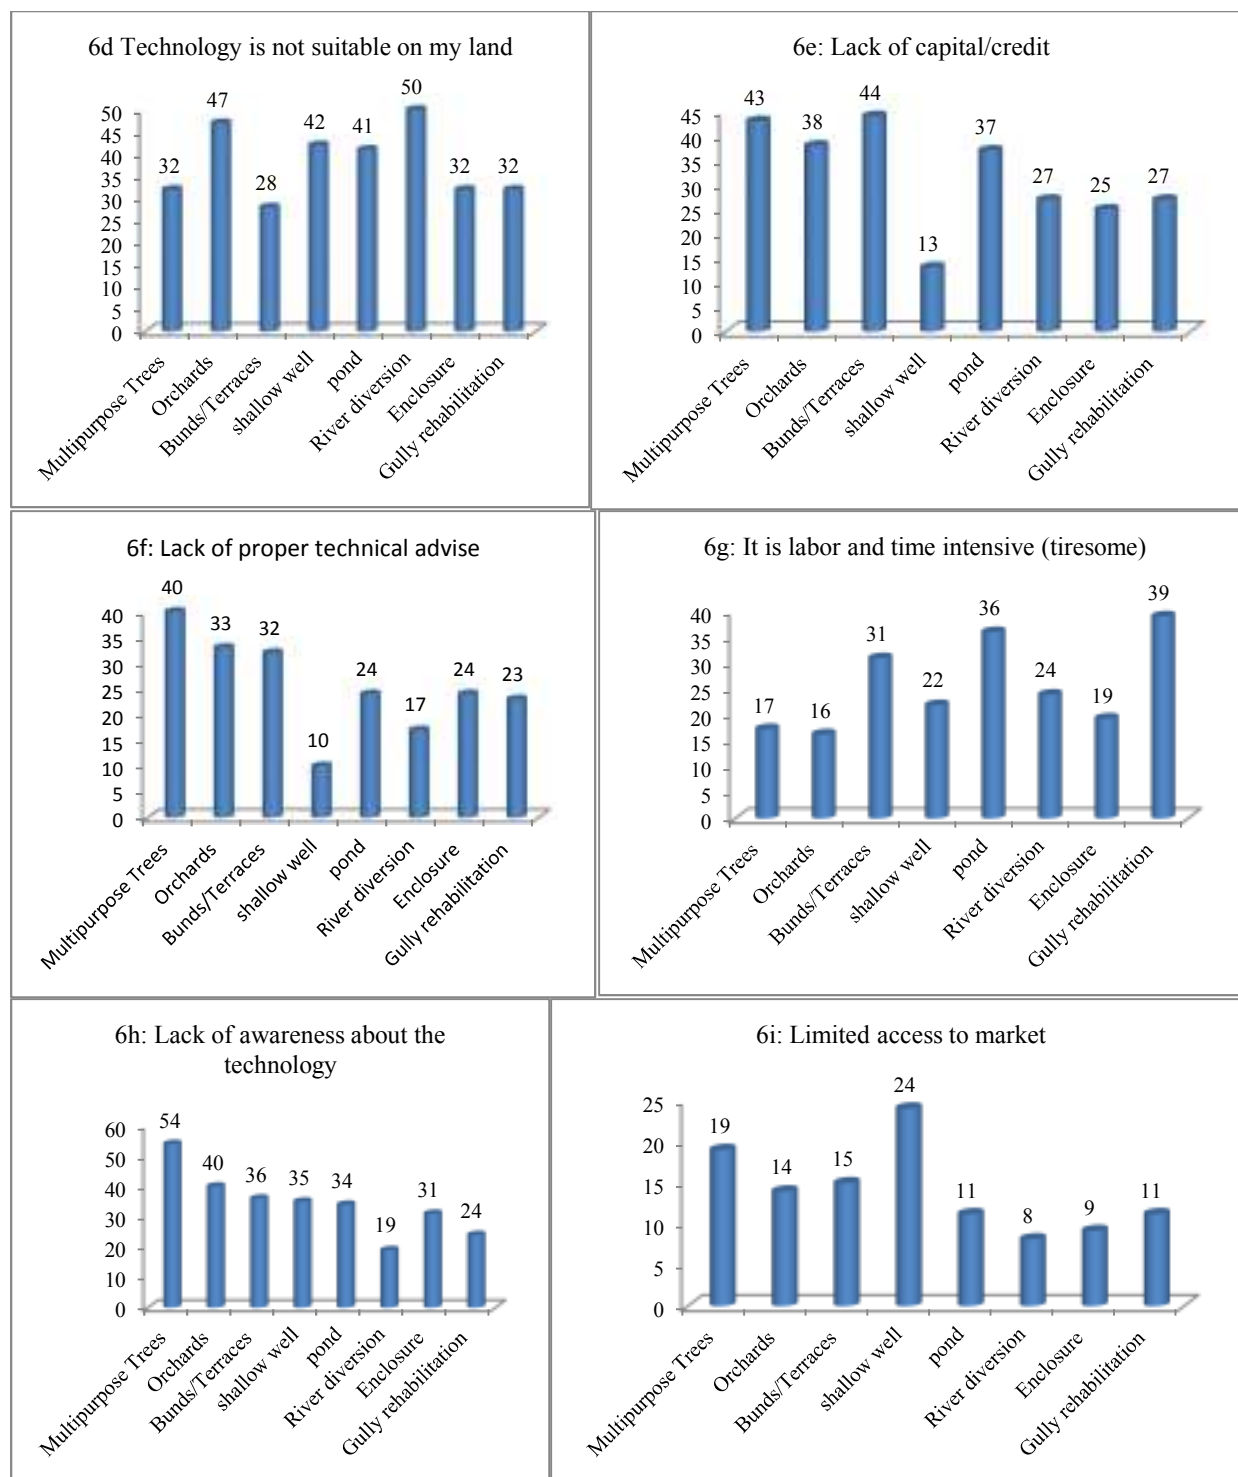 6d Technology is not suitable on my land
50
45
40
35
30
25
20
15
10
5
0
32
47
28
42
41
50
32
32
Multipurpose Trees
Orchards
Bunds/Terraces
shallow well
pond
River diversion
Enclosure
Gully rehabilitation
6e: Lack of capital/credit
45
40
35
30
25
20
15
10
5
0
43
38
44
13
37
27
25
27
Multipurpose Trees
Orchards
Bunds/Terraces
shallow well
pond
River diversion
Enclosure
Gully rehabilitation
6f: Lack of proper technical advise
40
35
30
25
20
15
10
5
0
40
33
32
10
24
17
24
23
Multipurpose Trees
Orchards
Bunds/Terraces
shallow well
pond
River diversion
Enclosure
Gully rehabilitation
6g: It is labor and time intensive (tiresome)
40
35
30
25
20
15
10
5
0
17
16
31
22
36
24
19
39
Multipurpose Trees
Orchards
Bunds/Terraces
shallow well
pond
River diversion
Enclosure
Gully rehabilitation
6h: Lack of awareness about the
technology
60
50
40
30
20
10
0
54
40
36
35
34
19
31
24
Multipurpose Trees
Orchards
Bunds/Terraces
shallow well
pond
River diversion
Enclosure
Gully rehabilitation
6i: Limited access to market
25
20
15
10
5
0
19
14
15
24
11
8
9
11
Multipurpose Trees
Orchards
Bunds/Terraces
shallow well
pond
River diversion
Enclosure
Gully rehabilitation